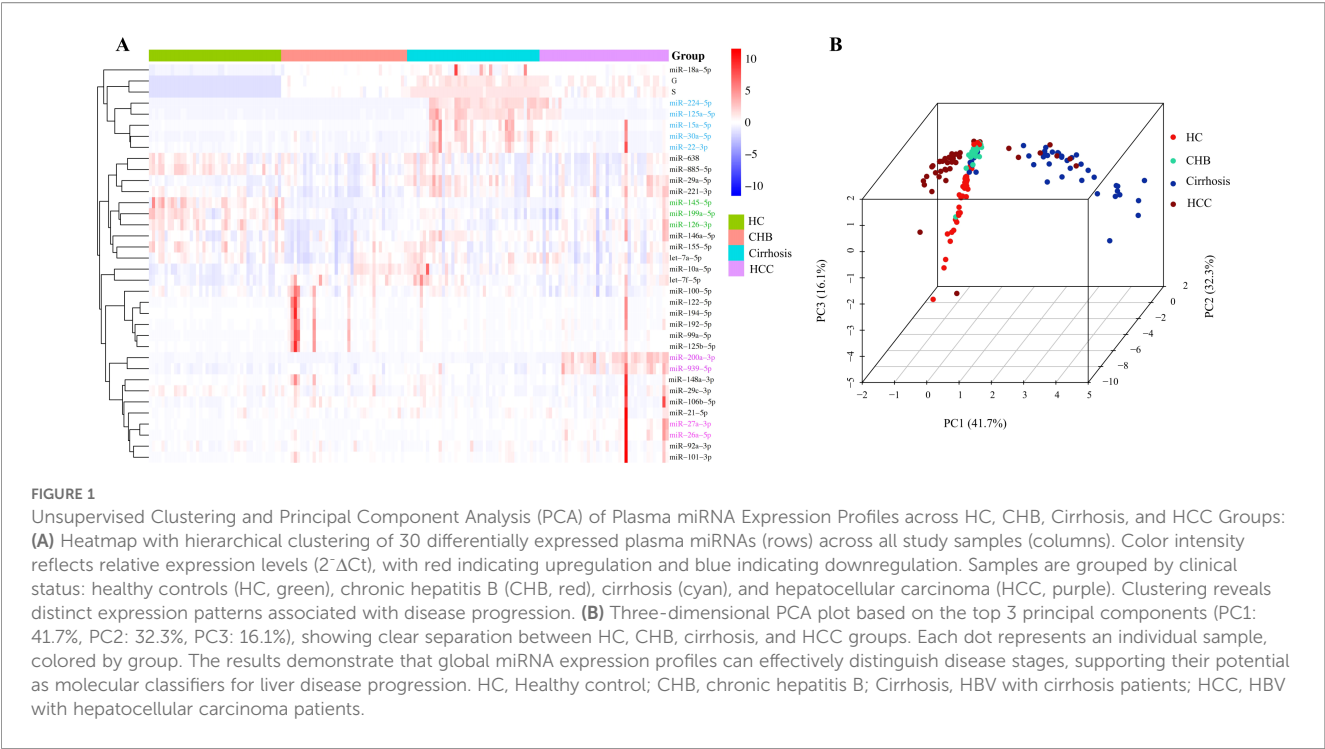 A
Group
miR-18a-5p
G
S
miR-224-5p
miR-125a-5p
miR-15a-5p
miR-30a-5p
miR-22-3p
miR-638
miR-885-5p
miR-29a-5p
miR-221-3p
miR-145-5p
miR-199a-5p
miR-126-3p
miR-146a-5p
miR-155-5p
let-7a-5p
miR-10a-5p
let-7f-5p
miR-100-5p
miR-122-5p
miR-194-5p
miR-192-5p
miR-99a-5p
miR-125b-5p
miR-200a-3p
miR-939-5p
miR-148a-3p
miR-29c-3p
miR-106b-5p
miR-21-5p
miR-27a-3p
miR-26a-5p
miR-92a-3p
miR-101-3p
10
5
0
−5
−10
HC
CHB
Cirrhosis
HCC
B
HC
CHB
Cirrhosis
HCC
2
1
0
−1
−2
−3
−4
−5
PC3 (16.1%)
−2
−1
0
1
2
3
4
5
PC1 (41.7%)
2
0
−2
−4
−6
−8
−10
PC2 (32.3%)
FIGURE 1
Unsupervised Clustering and Principal Component Analysis (PCA) of Plasma miRNA Expression Profiles across HC, CHB, Cirrhosis, and HCC Groups:
(A) Heatmap with hierarchical clustering of 30 differentially expressed plasma miRNAs (rows) across all study samples (columns). Color intensity
reflects relative expression levels (2⁻ΔCt), with red indicating upregulation and blue indicating downregulation. Samples are grouped by clinical
status: healthy controls (HC, green), chronic hepatitis B (CHB, red), cirrhosis (cyan), and hepatocellular carcinoma (HCC, purple). Clustering reveals
distinct expression patterns associated with disease progression. (B) Three-dimensional PCA plot based on the top 3 principal components (PC1:
41.7%, PC2: 32.3%, PC3: 16.1%), showing clear separation between HC, CHB, cirrhosis, and HCC groups. Each dot represents an individual sample,
colored by group. The results demonstrate that global miRNA expression profiles can effectively distinguish disease stages, supporting their potential
as molecular classifiers for liver disease progression. HC, Healthy control; CHB, chronic hepatitis B; Cirrhosis, HBV with cirrhosis patients; HCC, HBV
with hepatocellular carcinoma patients.